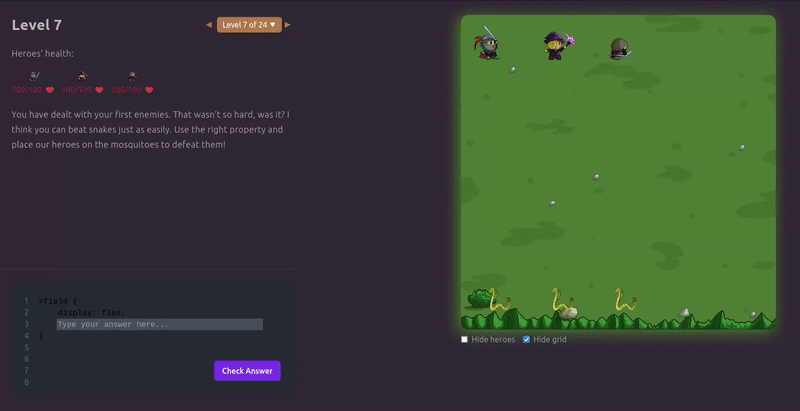 Level 7
◀ Level 7 of 24 ▼ ▶
Heroes' health:
100/100 100/100 100/100
You have dealt with your first enemies. That wasn't so hard, was it? I
think you can beat snakes just as easily. Use the right property and
place our heroes on the mosquitoes to defeat them!
1 #field {
2 display: flex;
3 Type your answer here...
4 }
5
6
7
8
Check Answer
Hide heroes Hide grid